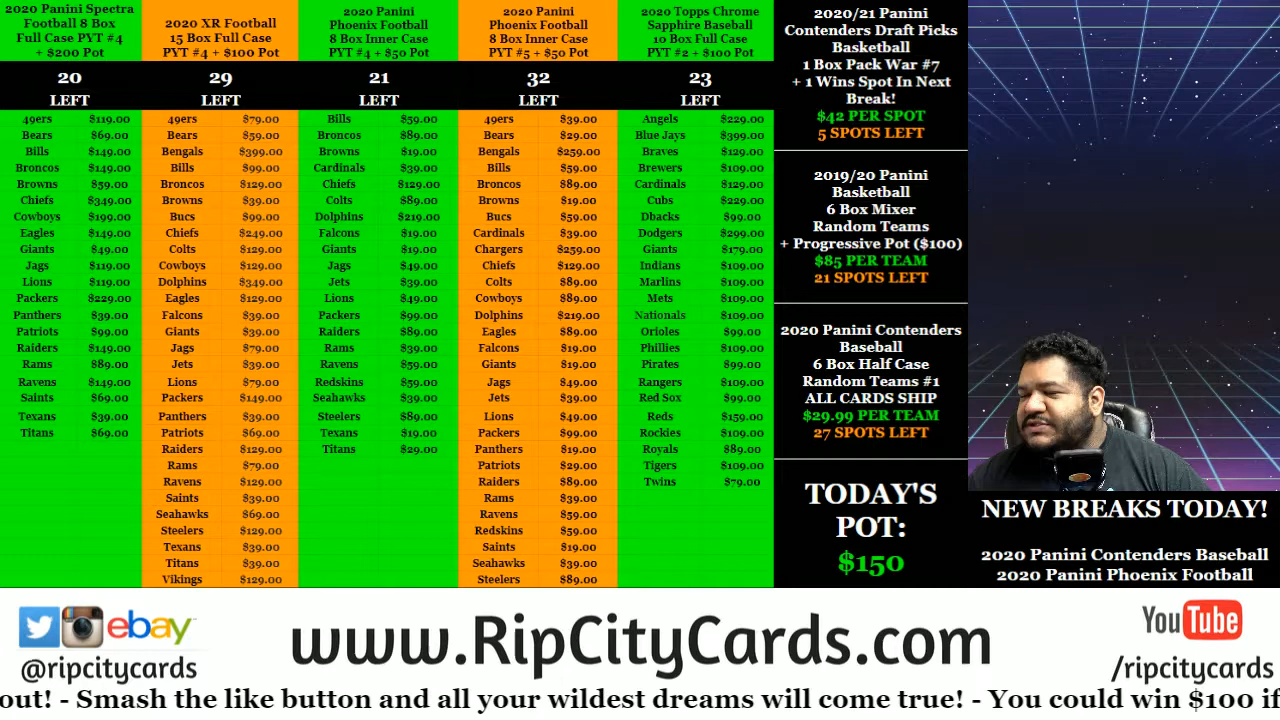 2020 Panini Spectra
Football 8 Box
Full Case PYT #4
+ $200 Pot
20
LEFT
49ers $119.00
Bears $69.00
Bills $149.00
Broncos $149.00
Browns $59.00
Chiefs $349.00
Cowboys $199.00
Eagles $149.00
Giants $49.00
Jags $119.00
Lions $119.00
Packers $229.00
Panthers $39.00
Patriots $99.00
Raiders $149.00
Rams $89.00
Ravens $149.00
Saints $69.00
Texans $39.00
Titans $69.00
2020 XR Football
15 Box Full Case
PYT #4 + $100 Pot
29
LEFT
49ers $79.00
Bears $59.00
Bengals $399.00
Bills $99.00
Broncos $129.00
Browns $39.00
Bucs $99.00
Chiefs $249.00
Colts $129.00
Cowboys $129.00
Dolphins $349.00
Eagles $129.00
Falcons $39.00
Giants $39.00
Jags $79.00
Jets $39.00
Lions $79.00
Packers $149.00
Panthers $39.00
Patriots $69.00
Raiders $129.00
Rams $79.00
Ravens $129.00
Saints $39.00
Seahawks $69.00
Steelers $129.00
Texans $39.00
Titans $39.00
Vikings $129.00
2020 Panini
Phoenix Football
8 Box Inner Case
PYT #4 + $50 Pot
21
LEFT
Bills $59.00
Broncos $89.00
Browns $19.00
Cardinals $39.00
Chiefs $129.00
Colts $89.00
Dolphins $219.00
Falcons $19.00
Giants $19.00
Jags $49.00
Jets $39.00
Lions $49.00
Packers $99.00
Raiders $89.00
Rams $39.00
Ravens $59.00
Redskins $59.00
Seahawks $39.00
Steelers $89.00
Texans $19.00
Titans $29.00
2020 Panini
Phoenix Football
8 Box Inner Case
PYT #5 + $50 Pot
32
LEFT
49ers $39.00
Bears $29.00
Bengals $259.00
Bills $59.00
Broncos $89.00
Browns $19.00
Bucs $59.00
Cardinals $39.00
Chargers $259.00
Chiefs $129.00
Colts $89.00
Cowboys $89.00
Dolphins $219.00
Eagles $89.00
Falcons $19.00
Giants $19.00
Jags $49.00
Jets $39.00
Lions $49.00
Packers $99.00
Panthers $19.00
Patriots $29.00
Raiders $89.00
Rams $39.00
Ravens $59.00
Redskins $59.00
Saints $19.00
Seahawks $39.00
Steelers $89.00
2020 Topps Chrome
Sapphire Baseball
10 Box Full Case
PYT #2 + $100 Pot
23
LEFT
Angels $229.00
Blue Jays $399.00
Braves $129.00
Brewers $109.00
Cardinals $129.00
Cubs $229.00
Dbacks $99.00
Dodgers $299.00
Giants $179.00
Indians $109.00
Marlins $109.00
Mets $109.00
Nationals $109.00
Orioles $99.00
Phillies $109.00
Pirates $99.00
Rangers $109.00
Red Sox $99.00
Reds $159.00
Rockies $109.00
Royals $89.00
Tigers $109.00
Twins $79.00
2020/21 Panini
Contenders Draft Picks
Basketball
1 Box Pack War #7
+ 1 Wins Spot In Next
Break!
$42 PER SPOT
5 SPOTS LEFT
2019/20 Panini
Basketball
6 Box Mixer
Random Teams
+ Progressive Pot ($100)
$85 PER TEAM
21 SPOTS LEFT
2020 Panini Contenders
Baseball
6 Box Half Case
Random Teams #1
ALL CARDS SHIP
$29.99 PER TEAM
27 SPOTS LEFT
TODAY'S
POT:
$150
NEW BREAKS TODAY!
2020 Panini Contenders Baseball
2020 Panini Phoenix Football
ebay
@ripcitycards
www.RipCityCards.com
YouTube
/ripcitycards
out! - Smash the like button and all your wildest dreams will come true! - You could win $100 if